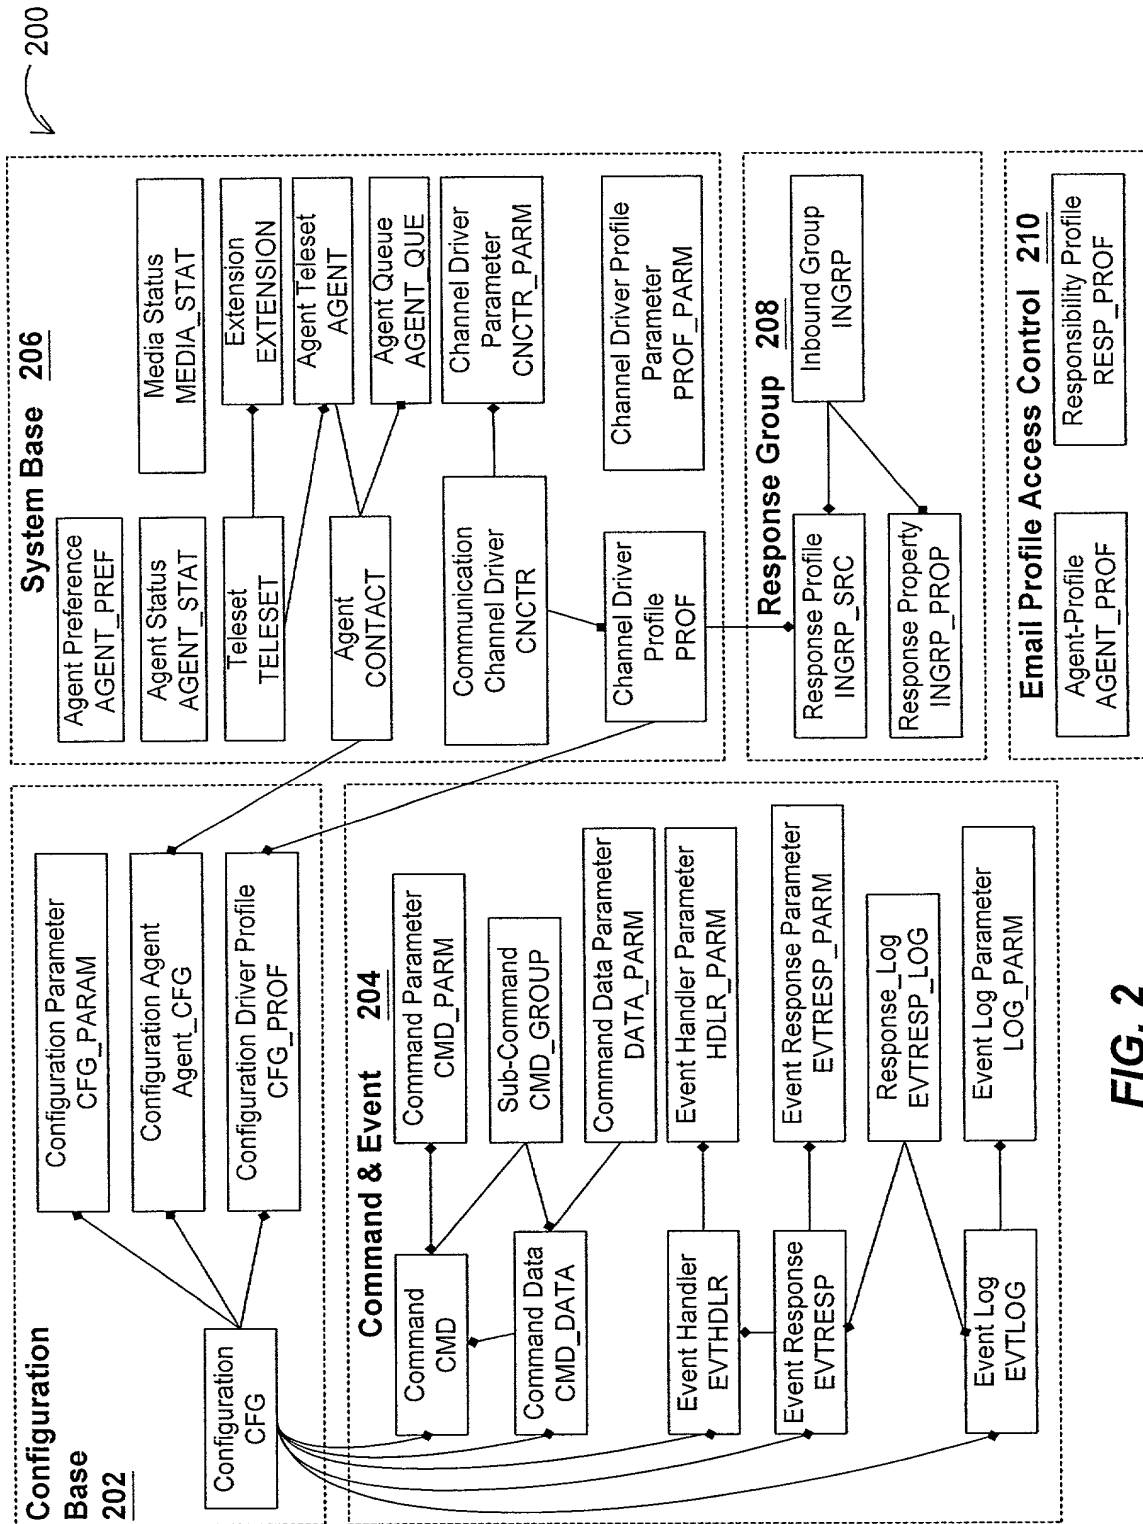 200
Configuration
Base
202
Configuration
CFG
Configuration Parameter
CFG_PARAM
Configuration Agent
Agent_CFG
Configuration Driver Profile
CFG_PROF
System Base 206
Agent Preference
AGENT_PREF
Agent Status
AGENT_STAT
Media Status
MEDIA_STAT
Teleset
TELESET
Extension
EXTENSION
Agent Teleset
AGENT
Agent
CONTACT
Agent Queue
AGENT_QUE
Communication
Channel Driver
CNCTR
Channel Driver
Parameter
CNCTR_PARM
Channel Driver
Profile
PROF
Channel Driver Profile
Parameter
PROF_PARM
Command & Event 204
Command
CMD
Command Parameter
CMD_PARM
Sub-Command
CMD_GROUP
Command Data
CMD_DATA
Command Data Parameter
DATA_PARM
Event Handler
EVTHDLR
Event Handler Parameter
HDLR_PARM
Event Response
EVTRESP
Event Response Parameter
EVTRESP_PARM
Response_Log
EVTRESP_LOG
Event Log
EVTLOG
Event Log Parameter
LOG_PARM
Response Group 208
Response Profile
INGRP_SRC
Inbound Group
INGRP
Response Property
INGRP_PROP
Email Profile Access Control 210
Agent-Profile
AGENT_PROF
Responsibility Profile
RESP_PROF
FIG. 2